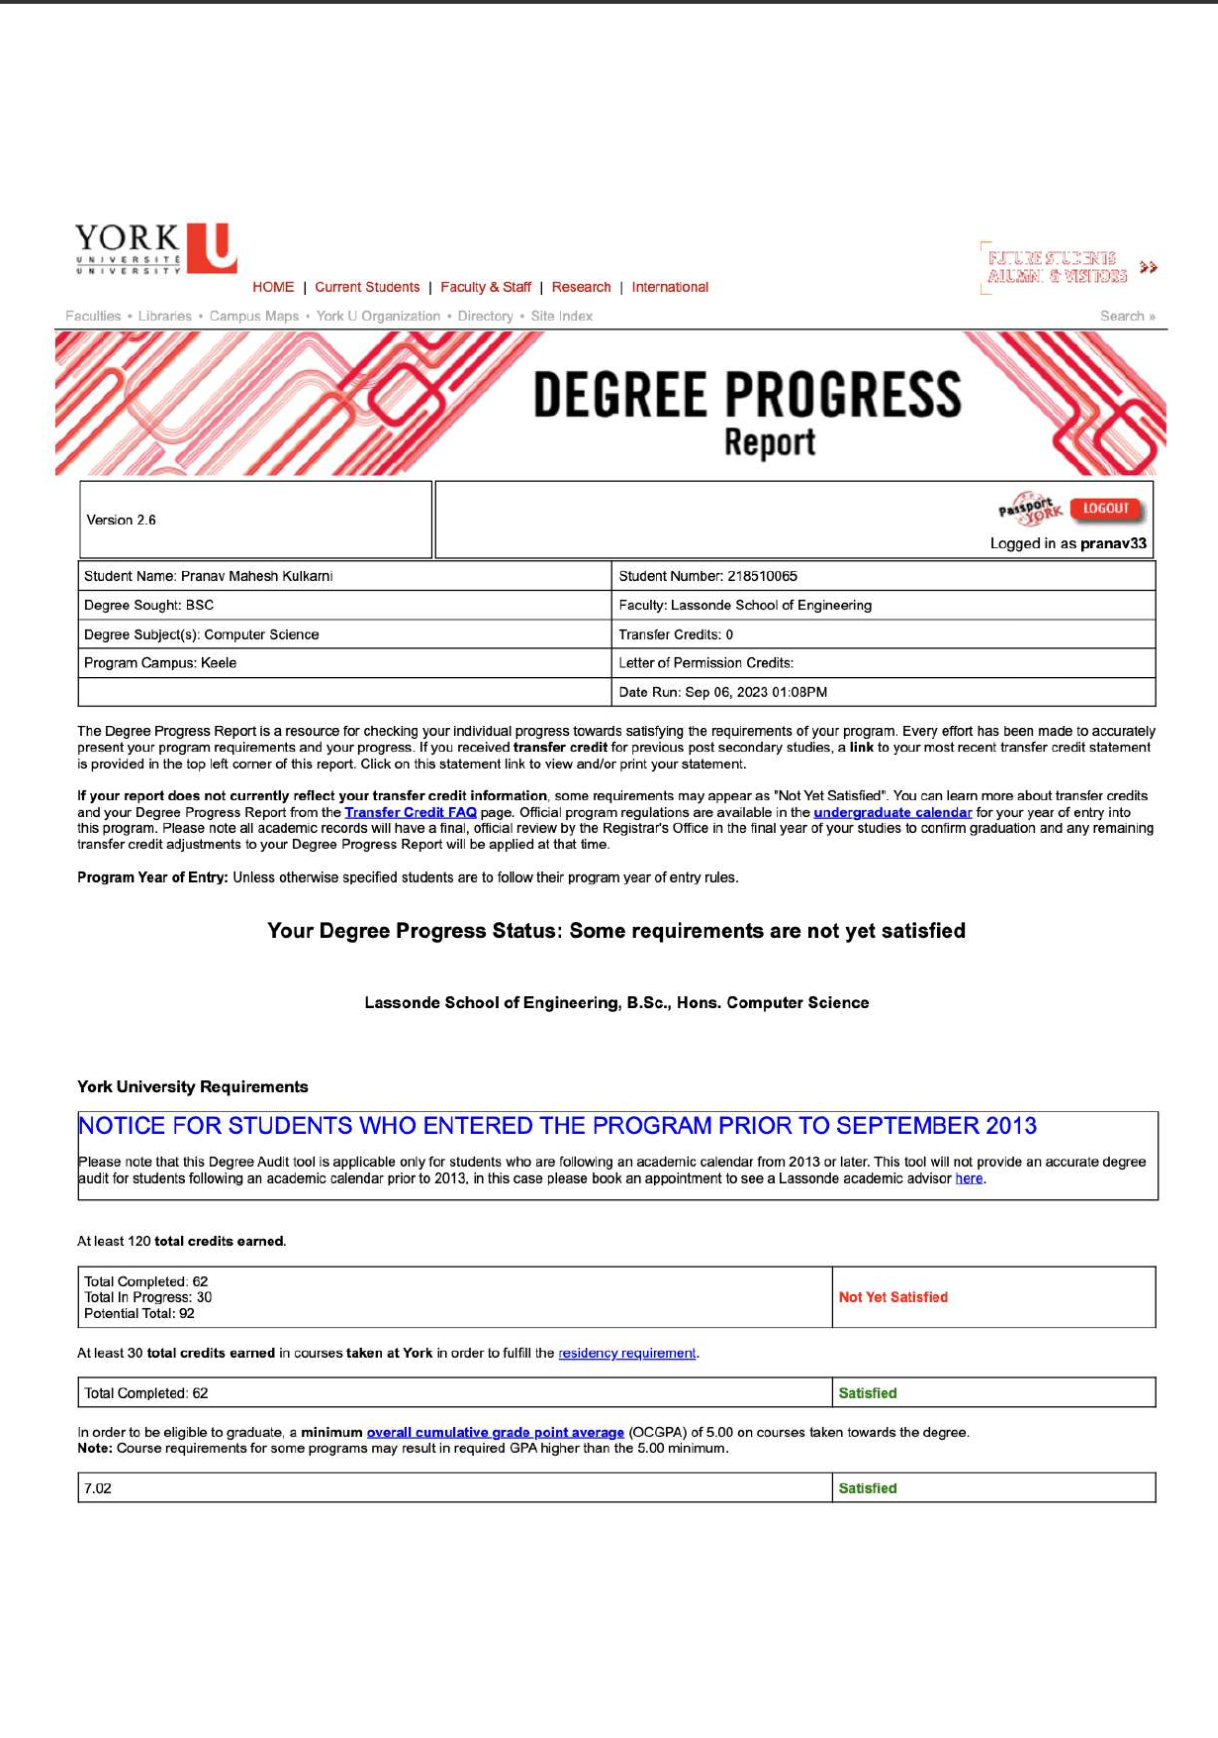 YORK U
UNIVERSITÉ
UNIVERSITY
FUTURE STUDENTS
ALUMNI & VISITORS
HOME | Current Students | Faculty & Staff | Research | International
Faculties • Libraries • Campus Maps • York U Organization • Directory • Site Index
Search »
DEGREE PROGRESS
Report
Version 2.6
Passport YORK
LOGOUT
Logged in as pranav33
Student Name: Pranav Mahesh Kulkarni
Student Number: 218510065
Degree Sought: BSC
Faculty: Lassonde School of Engineering
Degree Subject(s): Computer Science
Transfer Credits: 0
Program Campus: Keele
Letter of Permission Credits:
Date Run: Sep 06, 2023 01:08PM
The Degree Progress Report is a resource for checking your individual progress towards satisfying the requirements of your program. Every effort has been made to accurately
present your program requirements and your progress. If you received transfer credit for previous post secondary studies, a link to your most recent transfer credit statement
is provided in the top left corner of this report. Click on this statement link to view and/or print your statement.
If your report does not currently reflect your transfer credit information, some requirements may appear as "Not Yet Satisfied". You can learn more about transfer credits
and your Degree Progress Report from the Transfer Credit FAQ page. Official program regulations are available in the undergraduate calendar for your year of entry into
this program. Please note all academic records will have a final, official review by the Registrar's Office in the final year of your studies to confirm graduation and any remaining
transfer credit adjustments to your Degree Progress Report will be applied at that time.
Program Year of Entry: Unless otherwise specified students are to follow their program year of entry rules.
Your Degree Progress Status: Some requirements are not yet satisfied
Lassonde School of Engineering, B.Sc., Hons. Computer Science
York University Requirements
NOTICE FOR STUDENTS WHO ENTERED THE PROGRAM PRIOR TO SEPTEMBER 2013
Please note that this Degree Audit tool is applicable only for students who are following an academic calendar from 2013 or later. This tool will not provide an accurate degree
audit for students following an academic calendar prior to 2013, in this case please book an appointment to see a Lassonde academic advisor here.
At least 120 total credits earned.
Total Completed: 62
Total In Progress: 30
Potential Total: 92
Not Yet Satisfied
At least 30 total credits earned in courses taken at York in order to fulfill the residency requirement.
Total Completed: 62
Satisfied
In order to be eligible to graduate, a minimum overall cumulative grade point average (OCGPA) of 5.00 on courses taken towards the degree.
Note: Course requirements for some programs may result in required GPA higher than the 5.00 minimum.
7.02
Satisfied